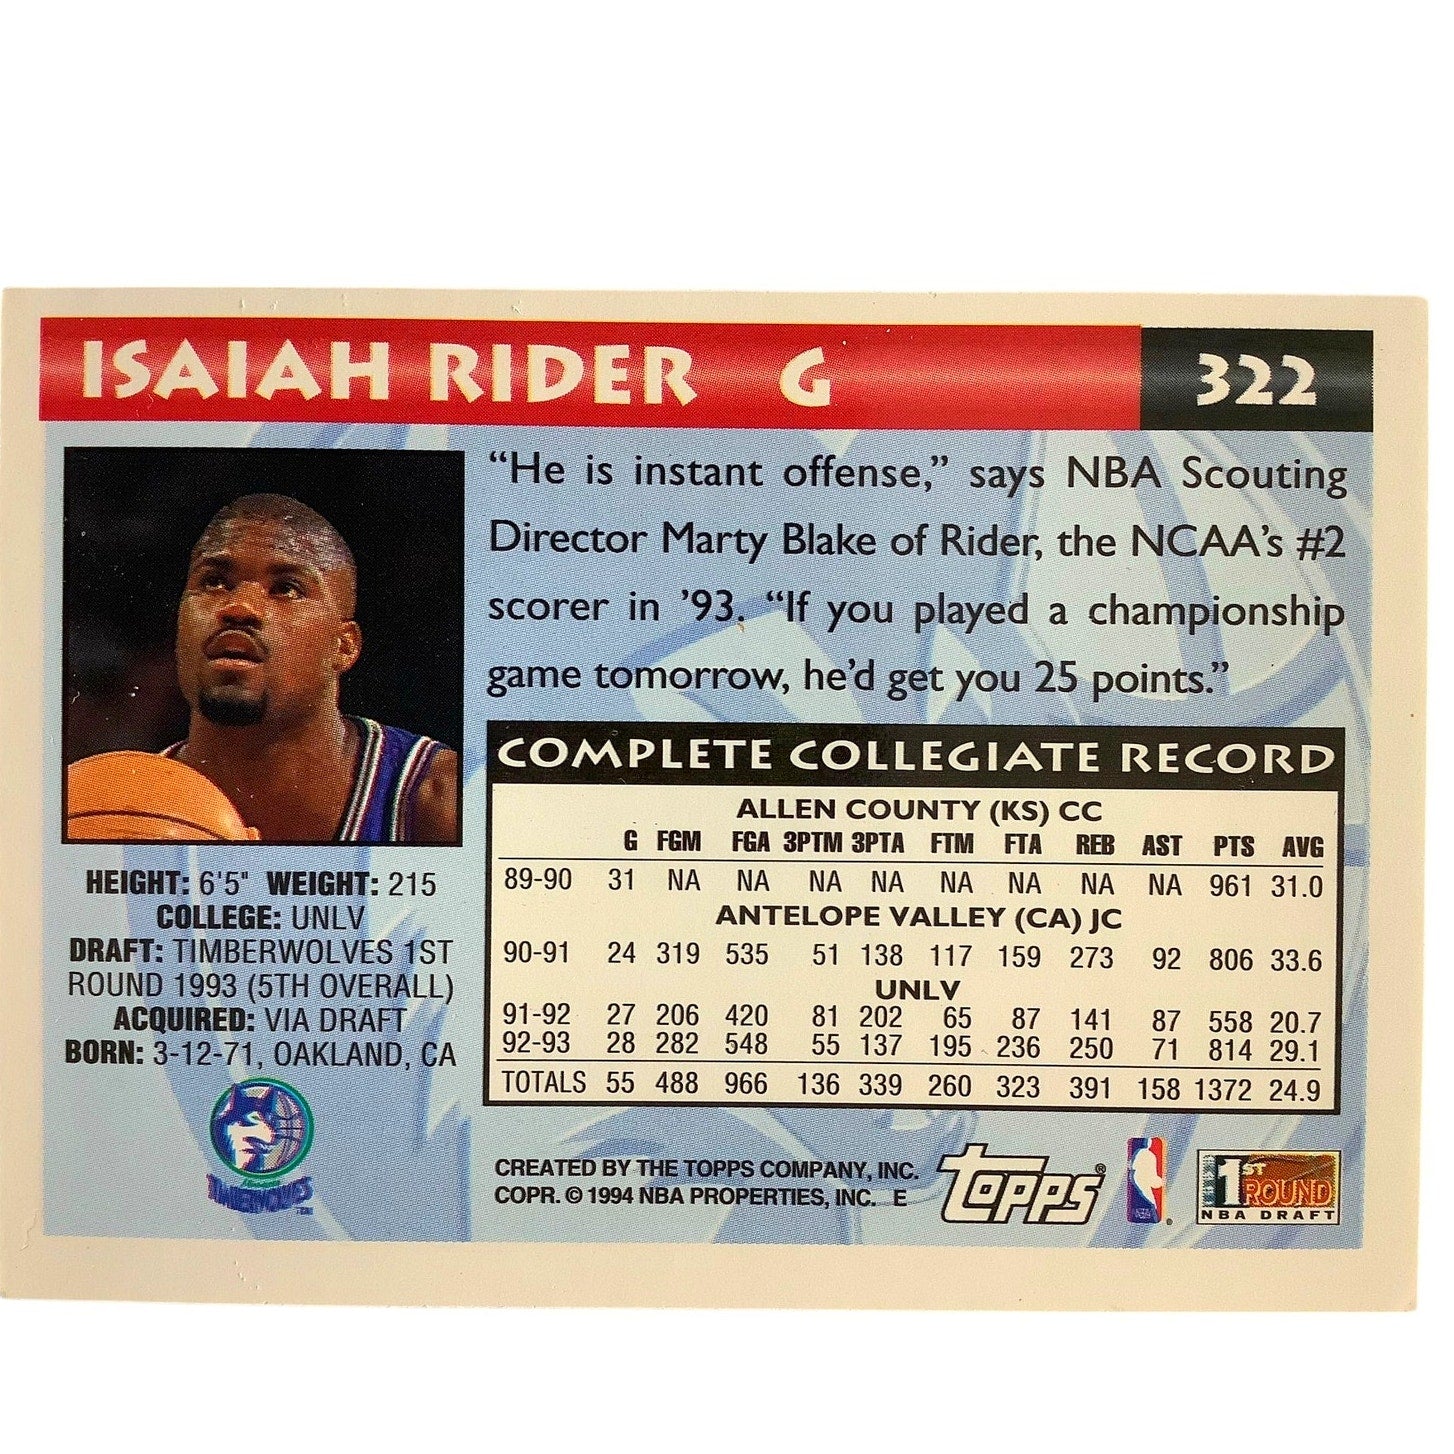 ISAIAH RIDER G 322
"He is instant offense," says NBA Scouting
Director Marty Blake of Rider, the NCAA's #2
scorer in '93. "If you played a championship
game tomorrow, he'd get you 25 points."
HEIGHT: 6'5" WEIGHT: 215
COLLEGE: UNLV
DRAFT: TIMBERWOLVES 1ST
ROUND 1993 (5TH OVERALL)
ACQUIRED: VIA DRAFT
BORN: 3-12-71, OAKLAND, CA
TIMBERWOLVES
COMPLETE COLLEGIATE RECORD
ALLEN COUNTY (KS) CC
G FGM FGA 3PTM 3PTA FTM FTA REB AST PTS AVG
89-90 31 NA NA NA NA NA NA NA NA 961 31.0
ANTELOPE VALLEY (CA) JC
90-91 24 319 535 51 138 117 159 273 92 806 33.6
UNLV
91-92 27 206 420 81 202 65 87 141 87 558 20.7
92-93 28 282 548 55 137 195 236 250 71 814 29.1
TOTALS 55 488 966 136 339 260 323 391 158 1372 24.9
CREATED BY THE TOPPS COMPANY, INC.
COPR. © 1994 NBA PROPERTIES, INC. E
TOPPS®
NBA
1ST
ROUND
NBA DRAFT